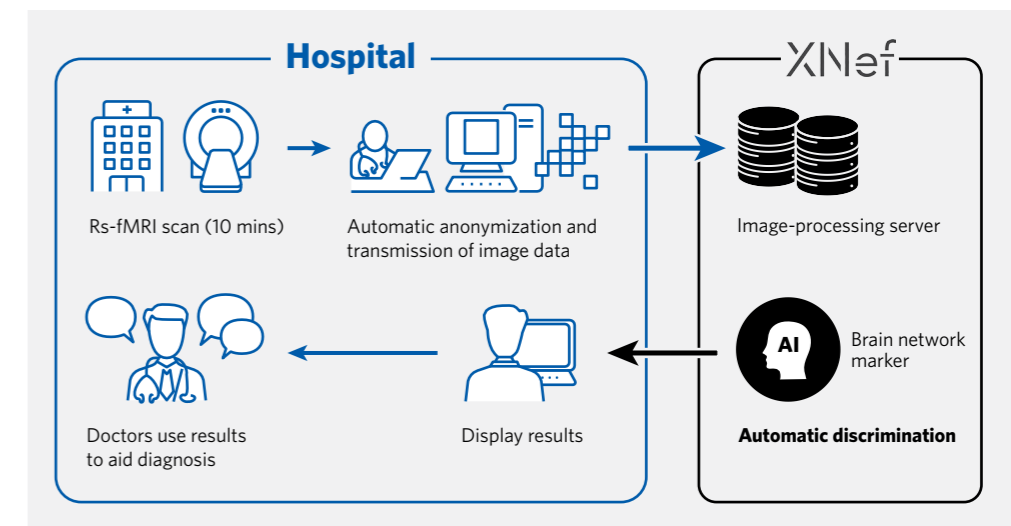 Hospital
XNef
Rs-fMRI scan (10 mins)
Automatic anonymization and
transmission of image data
Image-processing server
AI
Brain network
marker
Automatic discrimination
Display results
Doctors use results
to aid diagnosis